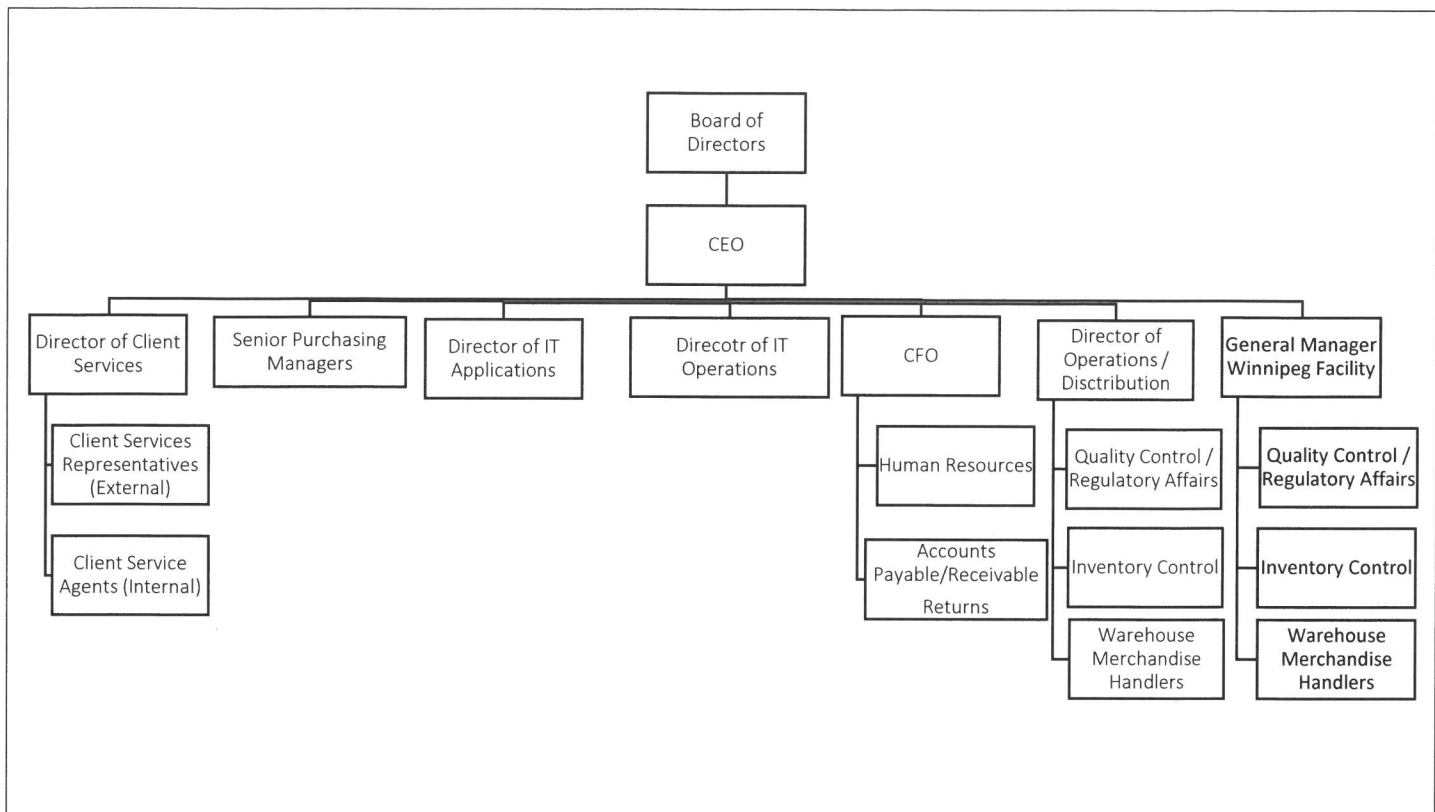 Board of
Directors
CEO
Director of Client
Services
Senior Purchasing
Managers
Director of IT
Applications
Direcotr of IT
Operations
CFO
Director of
Operations /
Disctribution
General Manager
Winnipeg Facility
Client Services
Representatives
(External)
Client Service
Agents (Internal)
Human Resources
Accounts
Payable/Receivable
Returns
Quality Control /
Regulatory Affairs
Inventory Control
Warehouse
Merchandise
Handlers
Quality Control /
Regulatory Affairs
Inventory Control
Warehouse
Merchandise
Handlers